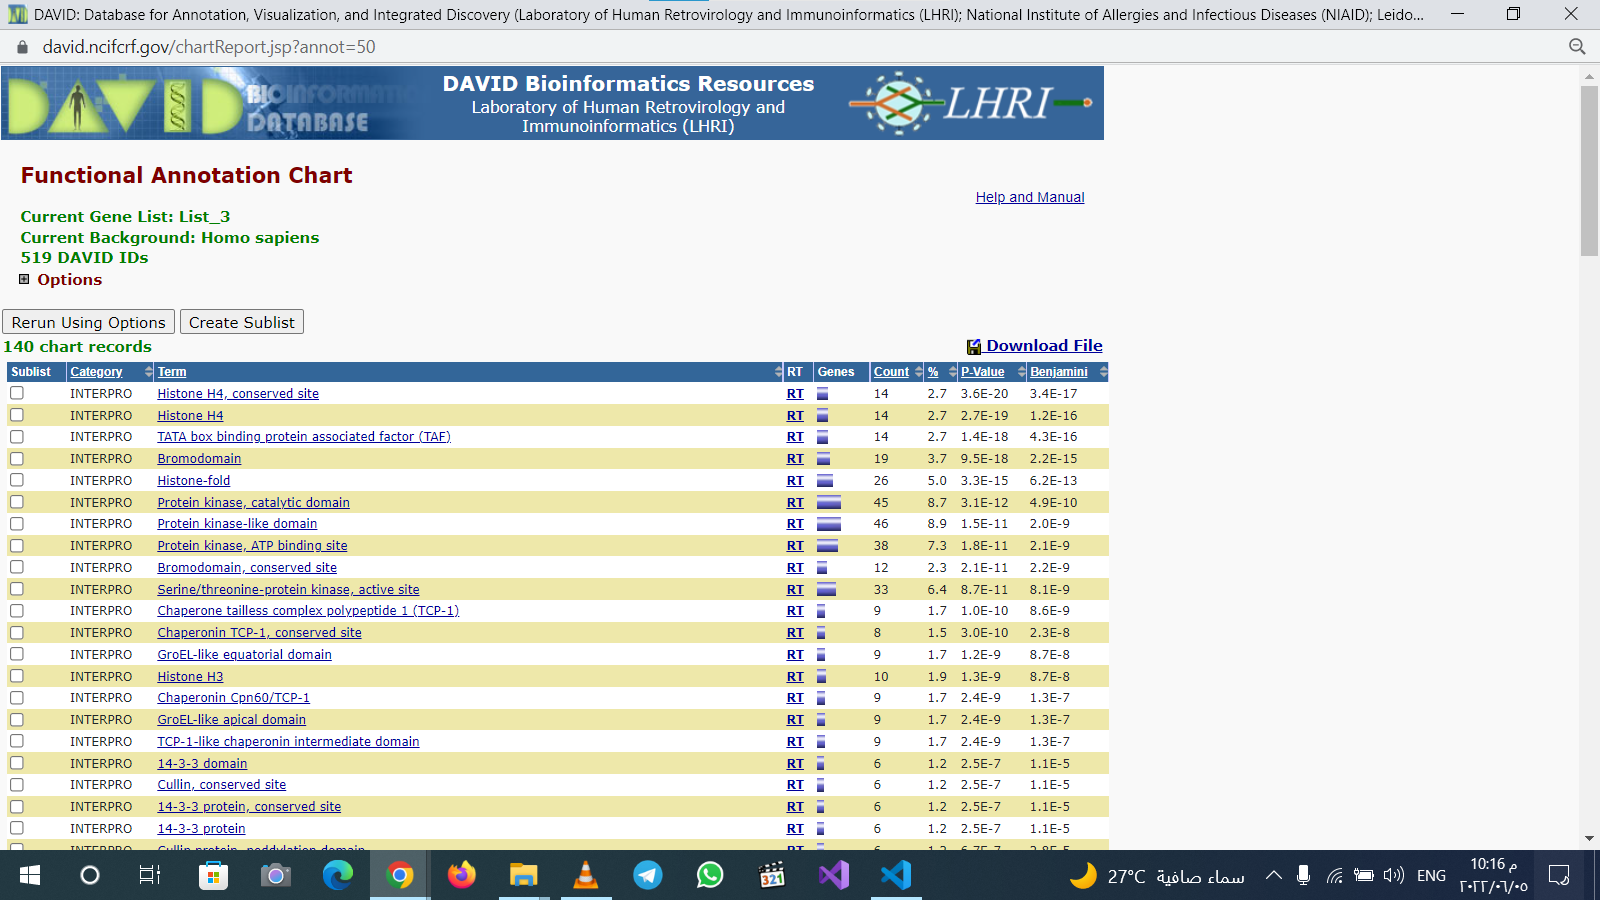 DAVID: Database for Annotation, Visualization, and Integrated Discovery (Laboratory of Human Retrovirology and Immunoinformatics (LHRI); National Institute of Allergies and Infectious Diseases (NIAID); Leido...
david.ncifcrf.gov/chartReport.jsp?annot=50
DAVID BIOINFORMATICS DATABASE
DAVID Bioinformatics Resources
Laboratory of Human Retrovirology and
Immunoinformatics (LHRI)
LHRI
Functional Annotation Chart
Help and Manual
Current Gene List: List_3
Current Background: Homo sapiens
519 DAVID IDs
Options
Rerun Using Options Create Sublist
140 chart records Download File
Sublist Category Term RT Genes Count % P-Value Benjamini
INTERPRO Histone H4, conserved site RT 14 2.7 3.6E-20 3.4E-17
INTERPRO Histone H4 RT 14 2.7 2.7E-19 1.2E-16
INTERPRO TATA box binding protein associated factor (TAF) RT 14 2.7 1.4E-18 4.3E-16
INTERPRO Bromodomain RT 19 3.7 9.5E-18 2.2E-15
INTERPRO Histone-fold RT 26 5.0 3.3E-15 6.2E-13
INTERPRO Protein kinase, catalytic domain RT 45 8.7 3.1E-12 4.9E-10
INTERPRO Protein kinase-like domain RT 46 8.9 1.5E-11 2.0E-9
INTERPRO Protein kinase, ATP binding site RT 38 7.3 1.8E-11 2.1E-9
INTERPRO Bromodomain, conserved site RT 12 2.3 2.1E-11 2.2E-9
INTERPRO Serine/threonine-protein kinase, active site RT 33 6.4 8.7E-11 8.1E-9
INTERPRO Chaperone tailless complex polypeptide 1 (TCP-1) RT 9 1.7 1.0E-10 8.6E-9
INTERPRO Chaperonin TCP-1, conserved site RT 8 1.5 3.0E-10 2.3E-8
INTERPRO GroEL-like equatorial domain RT 9 1.7 1.2E-9 8.7E-8
INTERPRO Histone H3 RT 10 1.9 1.3E-9 8.7E-8
INTERPRO Chaperonin Cpn60/TCP-1 RT 9 1.7 2.4E-9 1.3E-7
INTERPRO GroEL-like apical domain RT 9 1.7 2.4E-9 1.3E-7
INTERPRO TCP-1-like chaperonin intermediate domain RT 9 1.7 2.4E-9 1.3E-7
INTERPRO 14-3-3 domain RT 6 1.2 2.5E-7 1.1E-5
INTERPRO Cullin, conserved site RT 6 1.2 2.5E-7 1.1E-5
INTERPRO 14-3-3 protein, conserved site RT 6 1.2 2.5E-7 1.1E-5
INTERPRO 14-3-3 protein RT 6 1.2 2.5E-7 1.1E-5
INTERPRO Cullin protein, neddylation domain RT 6 1.2 6.7E-7 2.8E-5
321
27°C سماء صافية
ENG
10:16 م
٢٠٢٢/٠٦/٠٥